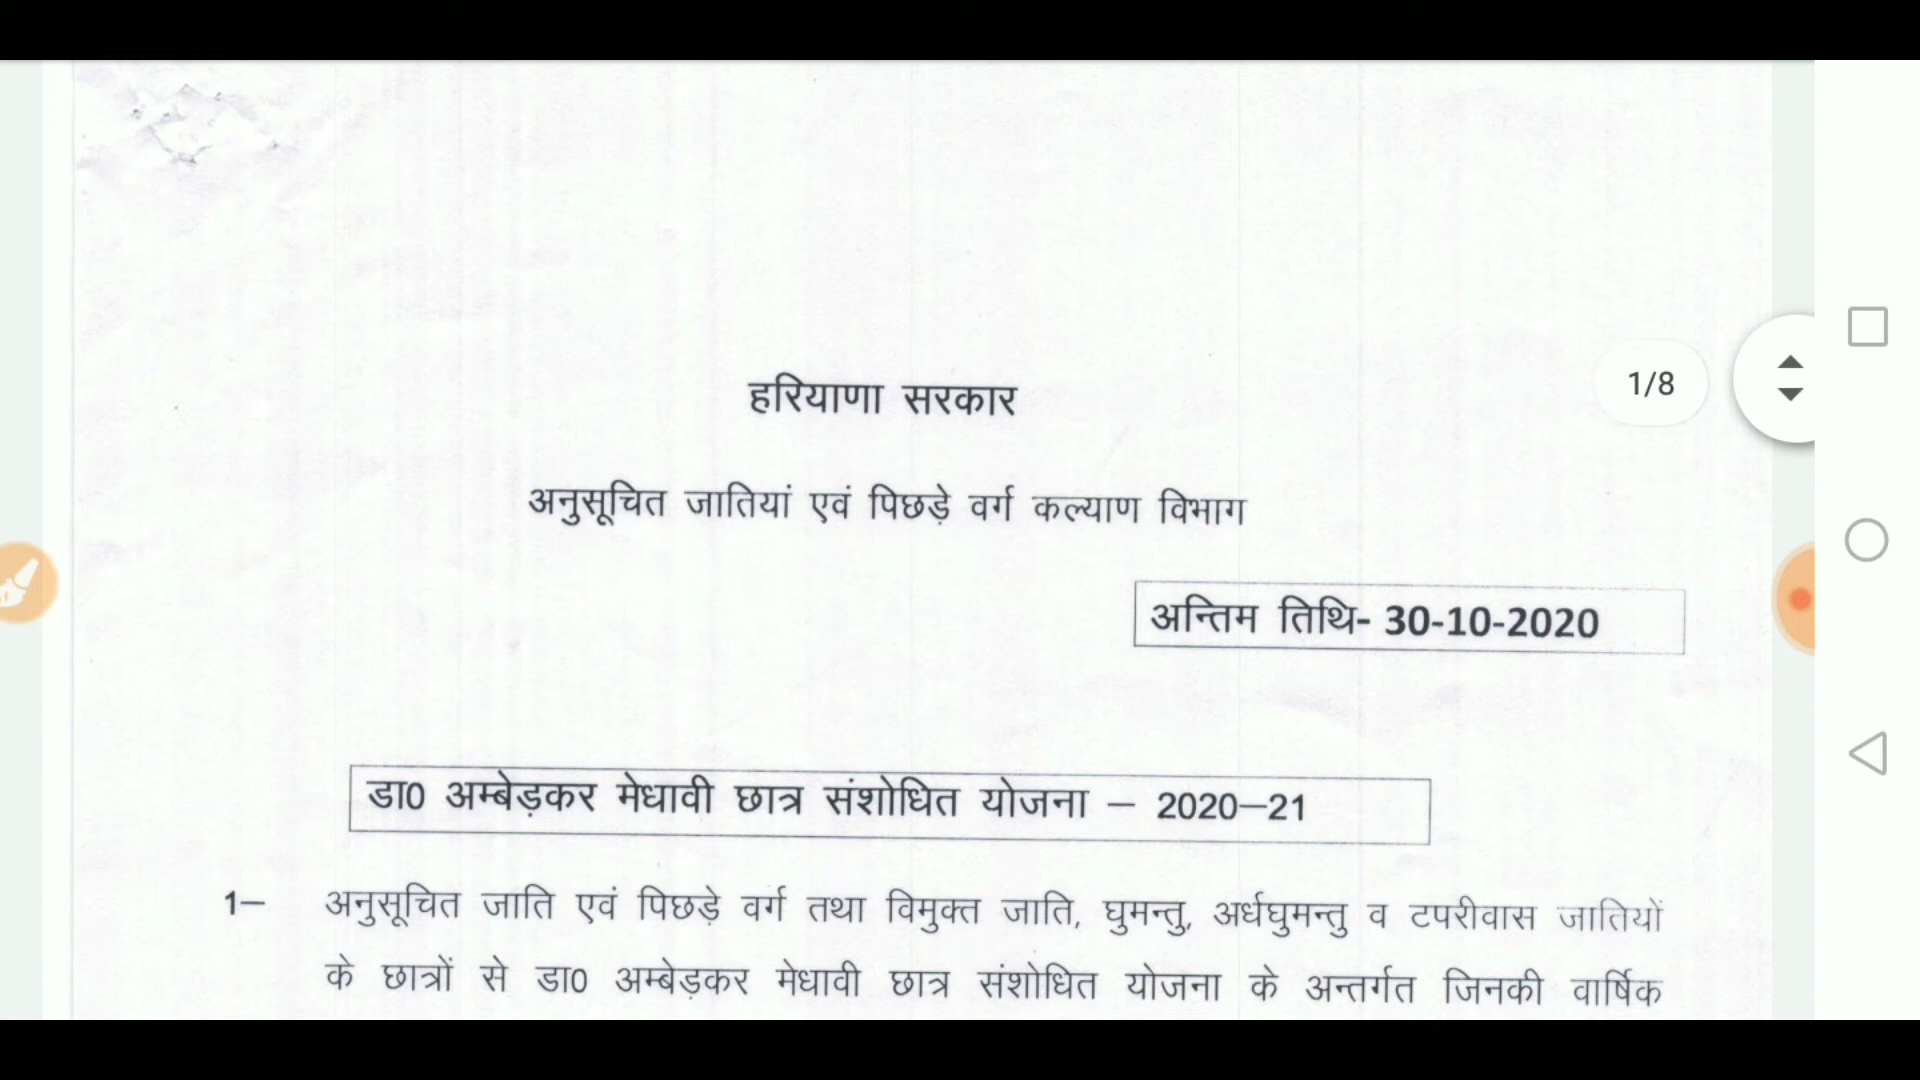 हरियाणा सरकार
1/8
अनुसूचित जातियां एवं पिछड़े वर्ग कल्याण विभाग
अन्तिम तिथि- 30-10-2020
डा0 अम्बेड़कर मेधावी छात्र संशोधित योजना – 2020–21
1– अनुसूचित जाति एवं पिछड़े वर्ग तथा विमुक्त जाति, घुमन्तु, अर्धघुमन्तु व टपरीवास जातियों
के छात्रों से डा0 अम्बेड़कर मेधावी छात्र संशोधित योजना के अन्तर्गत जिनकी वार्षिक